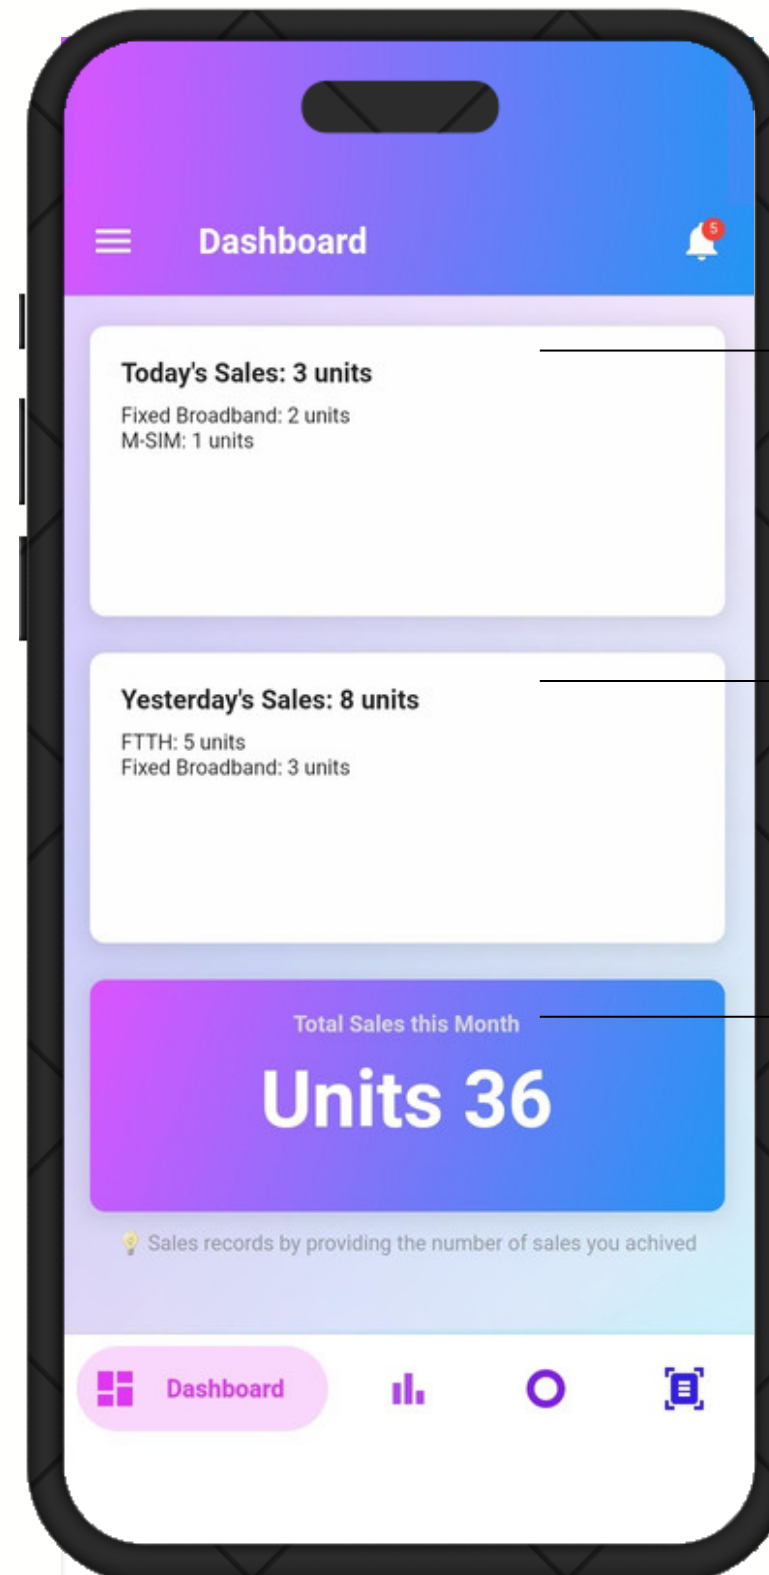 Dashboard
5
Today's Sales: 3 units
Fixed Broadband: 2 units
M-SIM: 1 units
Yesterday's Sales: 8 units
FTTH: 5 units
Fixed Broadband: 3 units
Total Sales this Month
Units 36
💡 Sales records by providing the number of sales you achived
Dashboard